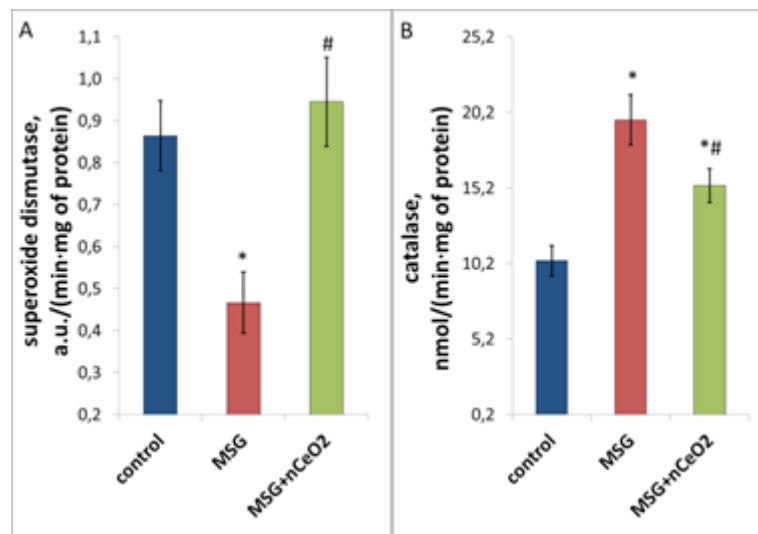 A
superoxide dismutase,
a.u./(min·mg of protein)
1,1
1,0
0,9
0,8
0,7
0,6
0,5
0,4
0,3
0,2
*
#
control
MSG
MSG+nCeO2
B
catalase,
nmol/(min·mg of protein)
25,2
20,2
15,2
10,2
5,2
0,2
*
*#
control
MSG
MSG+nCeO2